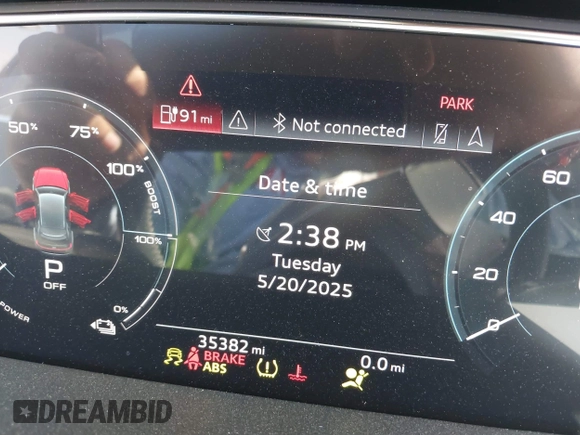 PARK
91 mi
Not connected
50% 75% 100%
BOOST
Date & time
2:38 PM
Tuesday
5/20/2025
100%
P
OFF
0%
POWER
60
40
20
0
35382 mi
0.0 mi
BRAKE
ABS
DREAMBID